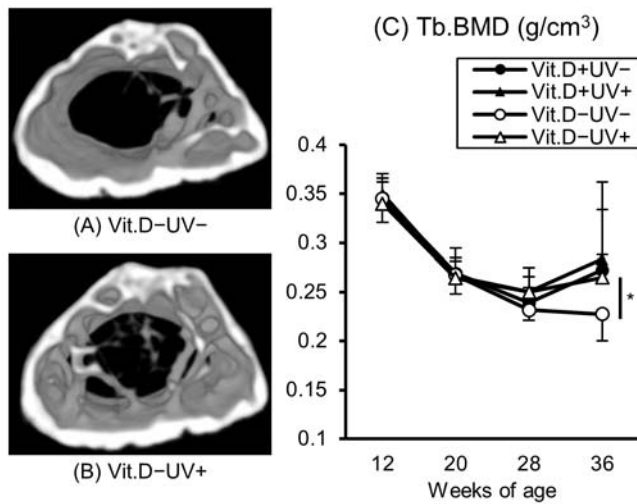 (A) Vit.D−UV−
(B) Vit.D−UV+
(C) Tb.BMD (g/cm³)
Vit.D+UV−
Vit.D+UV+
Vit.D−UV−
Vit.D−UV+
0.4
0.35
0.3
0.25
0.2
0.15
0.1
*
12 20 28 36
Weeks of age